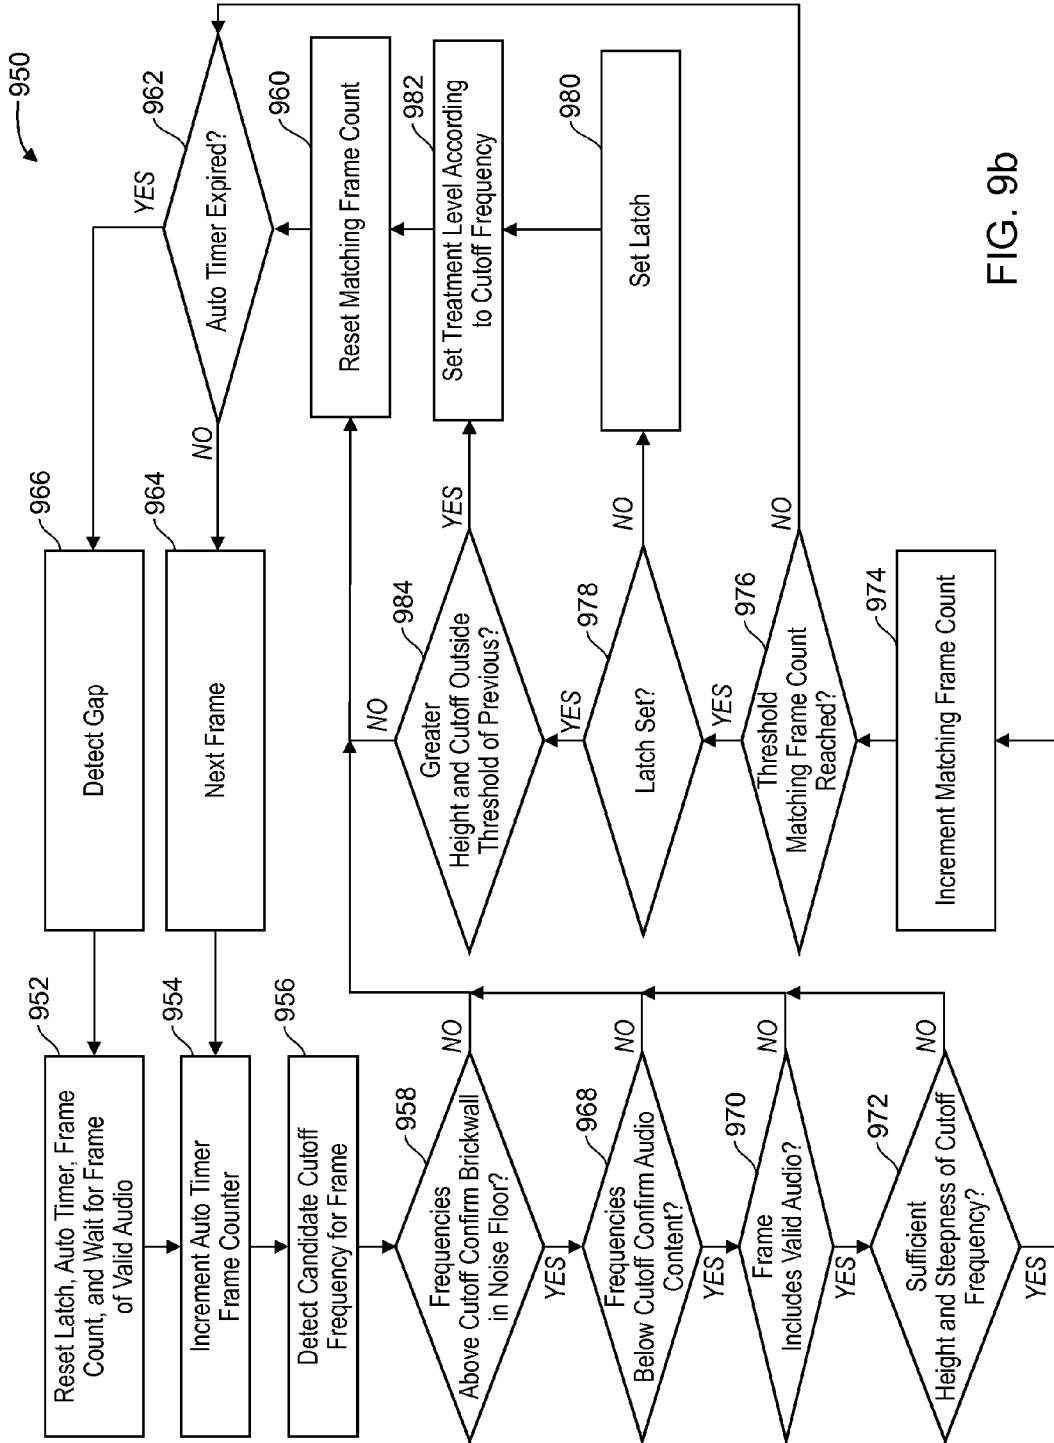 950
952
Reset Latch, Auto Timer, Frame
Count, and Wait for Frame
of Valid Audio
954
Increment Auto Timer
Frame Counter
956
Detect Candidate Cutoff
Frequency for Frame
958
Frequencies
Above Cutoff Confirm Brickwall
in Noise Floor?
NO
YES
968
Frequencies
Below Cutoff Confirm Audio
Content?
NO
YES
970
Frame
Includes Valid Audio?
NO
YES
972
Sufficient
Height and Steepness of Cutoff
Frequency?
NO
YES
966
Detect Gap
964
Next Frame
984
Greater
Height and Cutoff Outside
Threshold of Previous?
NO
YES
978
Latch Set?
YES
NO
976
Threshold
Matching Frame Count
Reached?
YES
NO
974
Increment Matching Frame Count
962
Auto Timer Expired?
YES
NO
960
Reset Matching Frame Count
982
Set Treatment Level According
to Cutoff Frequency
980
Set Latch
FIG. 9b